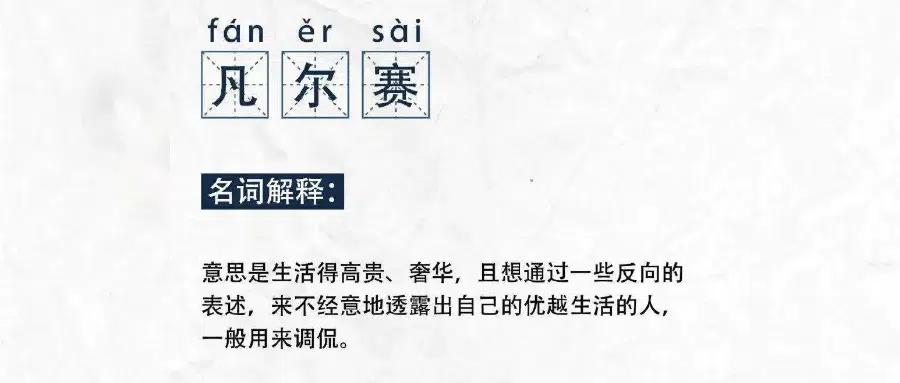 fán ěr sài
凡尔赛
名词解释：
意思是生活得高贵、奢华，且想通过一些反向的
表述，来不经意地透露出自己的优越生活的人，
一般用来调侃。